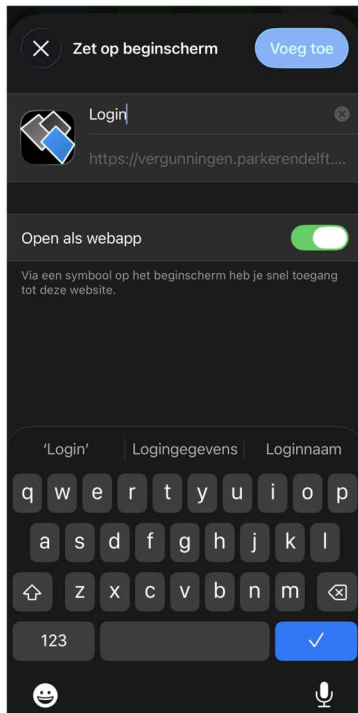 Zet op beginscherm
Voeg toe
Login
https://vergunningen.parkerendelft....
Open als webapp
Via een symbool op het beginscherm heb je snel toegang
tot deze website.
'Login' Logingegevens Loginnaam
q w e r t y u i o p
a s d f g h j k l
z x c v b n m
123